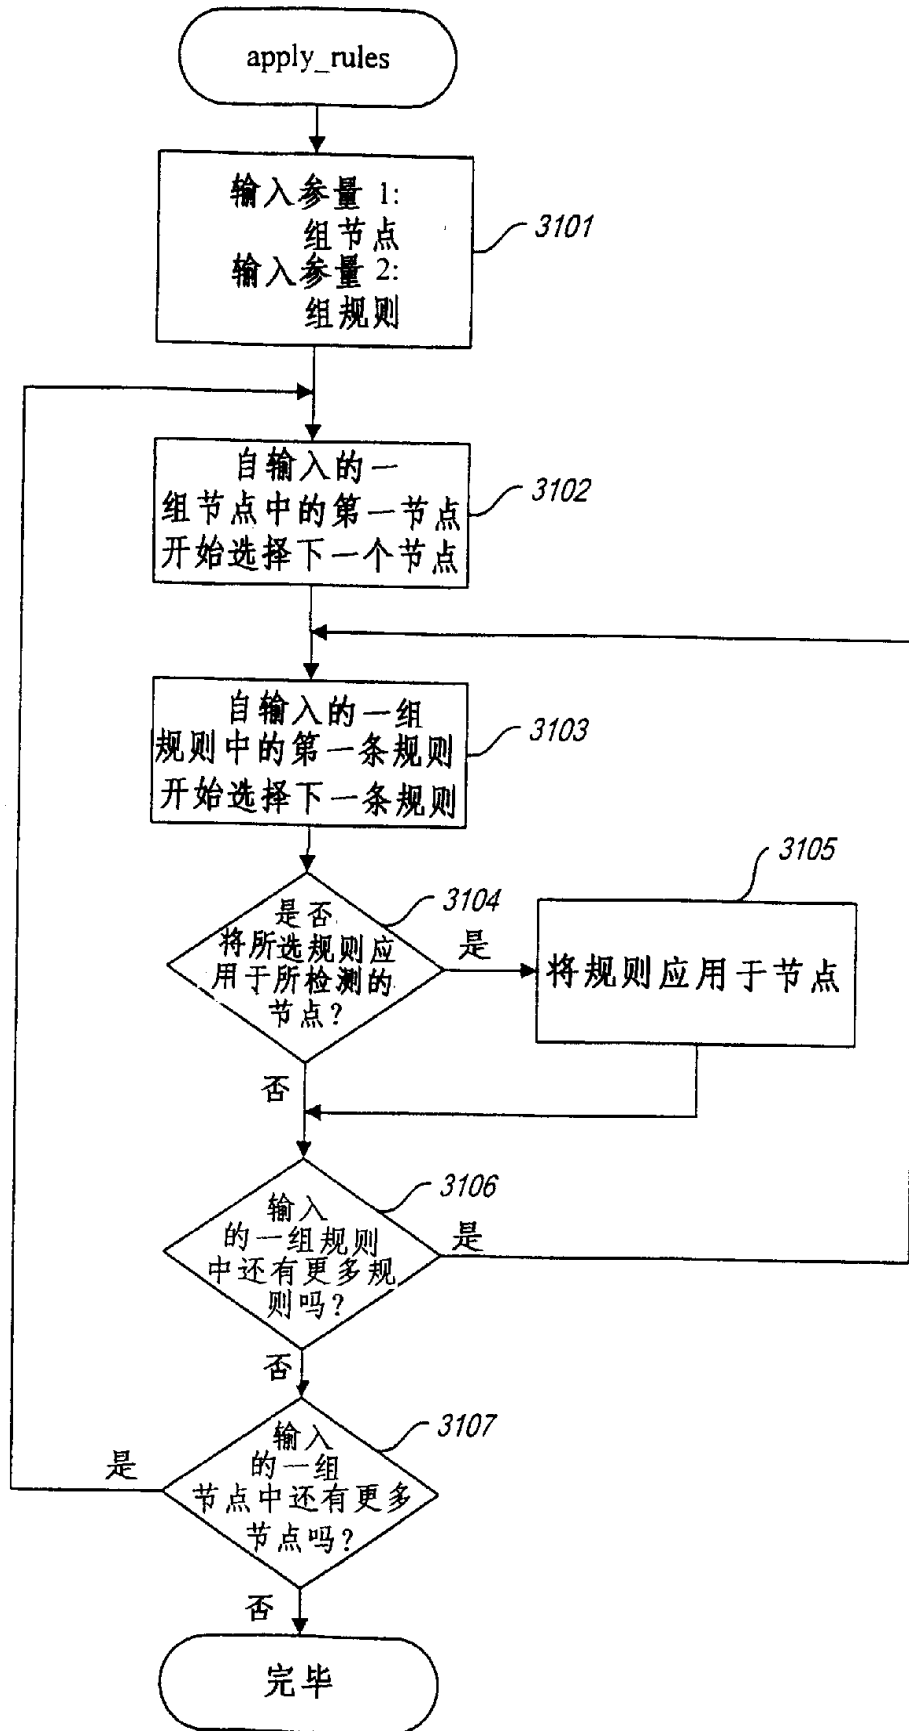 apply_rules
输入参量 1:
组节点
输入参量 2:
组规则
3101
自输入的一
组节点中的第一节点
开始选择下一个节点
3102
自输入的一组
规则中的第一条规则
开始选择下一条规则
3103
是否
将所选规则应
用于所检测的
节点?
3104
是
将规则应用于节点
3105
否
输入
的一组规则
中还有更多规
则吗?
3106
是
否
输入
的一组
节点中还有更多
节点吗?
3107
是
否
完毕